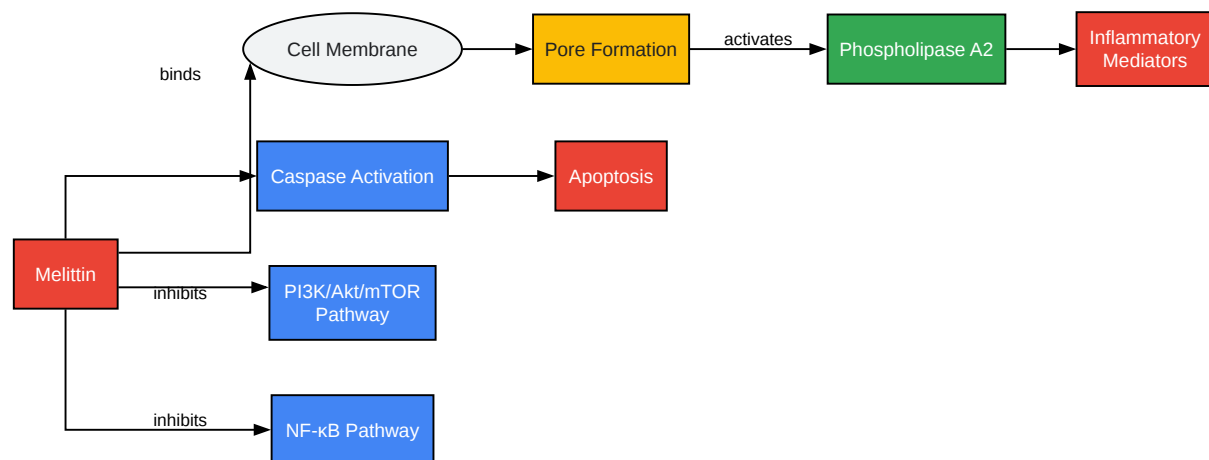 Cell Membrane
Pore Formation
activates
Phospholipase A2
Inflammatory
Mediators
binds
Caspase Activation
Apoptosis
Melittin
inhibits
PI3K/Akt/mTOR
Pathway
inhibits
NF-κB Pathway